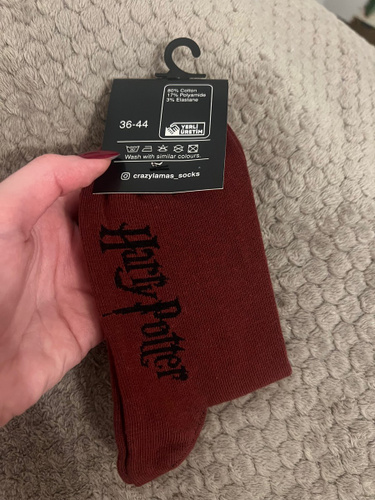 80% Cotton
17% Polyamide
3% Elastane
36-44
YERLİ
ÜRETİM
Wash with similar colours.
crazylamas_socks
Harry Potter